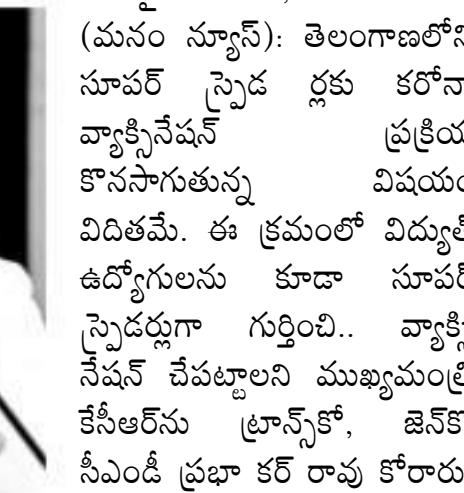 (మనం న్యూస్): తెలంగాణలోని
సూపర్ స్ప్రెడ ర్లకు కరోనా
వ్యాక్సినేషన్ ప్రక్రియ
కొనసాగుతున్న విషయం
విదితమే. ఈ క్రమంలో విద్యుత్
ఉద్యోగులను కూడా సూపర్
స్ప్రెడర్లుగా గుర్తించి.. వ్యాక్సి
నేషన్ చేపట్టాలని ముఖ్యమంత్రి
కేసీఆర్‌ను ట్రాన్స్‌కో, జెన్‌కో
సీఎండీ ప్రభా కర్ రావు కోరారు